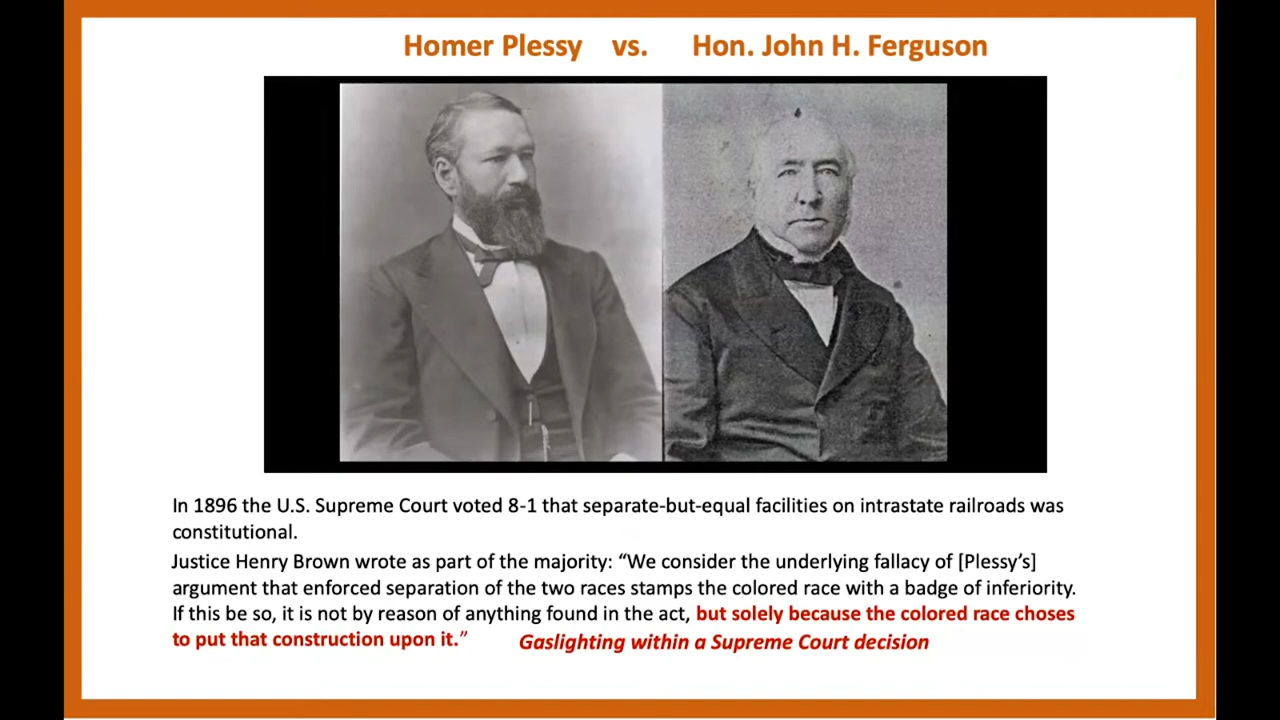 Homer Plessy vs. Hon. John H. Ferguson
In 1896 the U.S. Supreme Court voted 8-1 that separate-but-equal facilities on intrastate railroads was
constitutional.
Justice Henry Brown wrote as part of the majority: “We consider the underlying fallacy of [Plessy’s]
argument that enforced separation of the two races stamps the colored race with a badge of inferiority.
If this be so, it is not by reason of anything found in the act, but solely because the colored race choses
to put that construction upon it.” Gaslighting within a Supreme Court decision